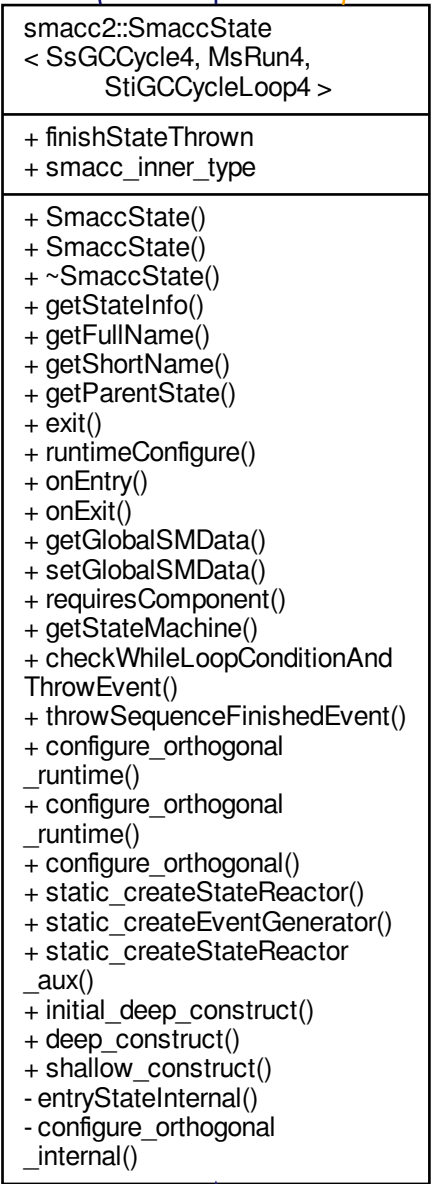 smacc2::SmaccState
< SsGCCycle4, MsRun4,
StiGCCycleLoop4 >
+ finishStateThrown
+ smacc_inner_type
+ SmaccState()
+ SmaccState()
+ ~SmaccState()
+ getStateInfo()
+ getFullName()
+ getShortName()
+ getParentState()
+ exit()
+ runtimeConfigure()
+ onEntry()
+ onExit()
+ getGlobalSMData()
+ setGlobalSMData()
+ requiresComponent()
+ getStateMachine()
+ checkWhileLoopConditionAnd
ThrowEvent()
+ throwSequenceFinishedEvent()
+ configure_orthogonal
_runtime()
+ configure_orthogonal
_runtime()
+ configure_orthogonal()
+ static_createStateReactor()
+ static_createEventGenerator()
+ static_createStateReactor
_aux()
+ initial_deep_construct()
+ deep_construct()
+ shallow_construct()
- entryStateInternal()
- configure_orthogonal
_internal()